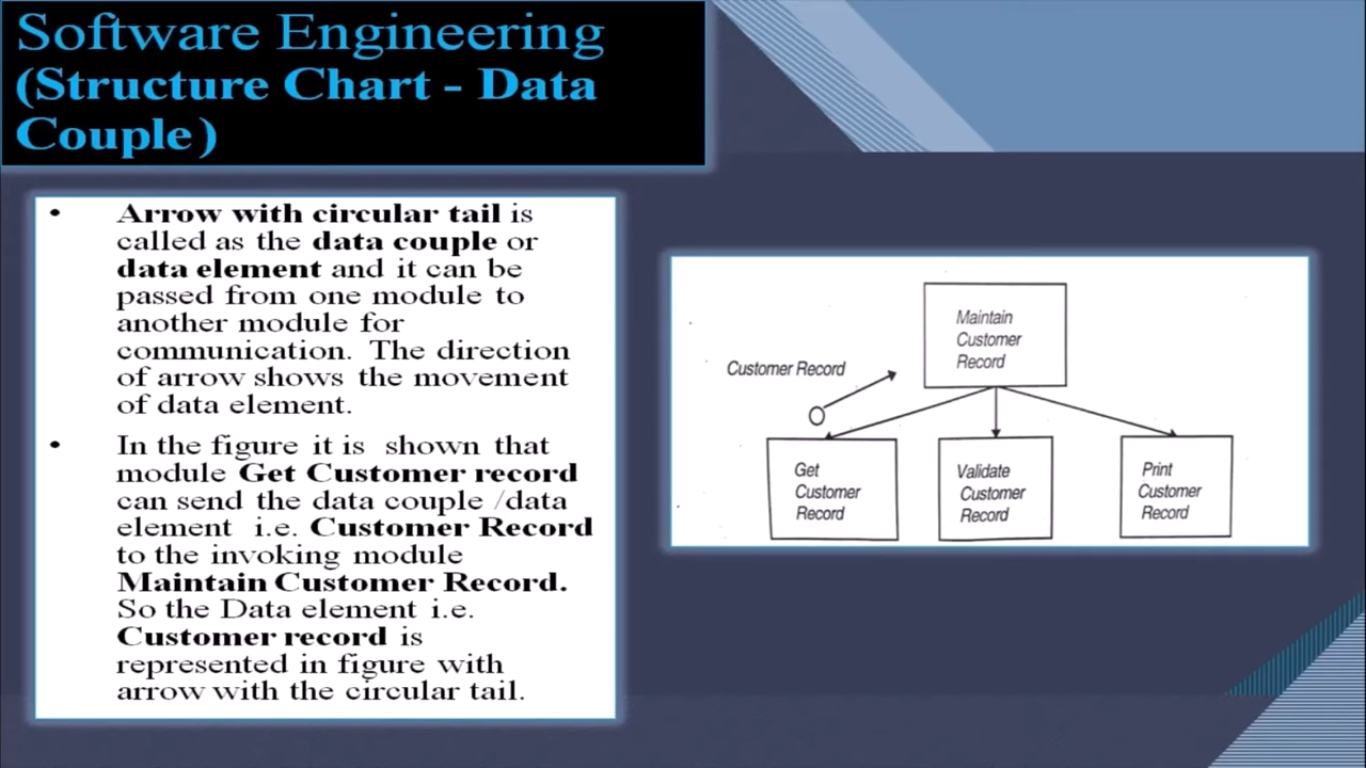 Software Engineering
(Structure Chart - Data
Couple)
• Arrow with circular tail is
called as the data couple or
data element and it can be
passed from one module to
another module for
communication. The direction
of arrow shows the movement
of data element.
• In the figure it is shown that
module Get Customer record
can send the data couple /data
element i.e. Customer Record
to the invoking module
Maintain Customer Record.
So the Data element i.e.
Customer record is
represented in figure with
arrow with the circular tail.
Maintain
Customer
Record
Customer Record
Get
Customer
Record
Validate
Customer
Record
Print
Customer
Record